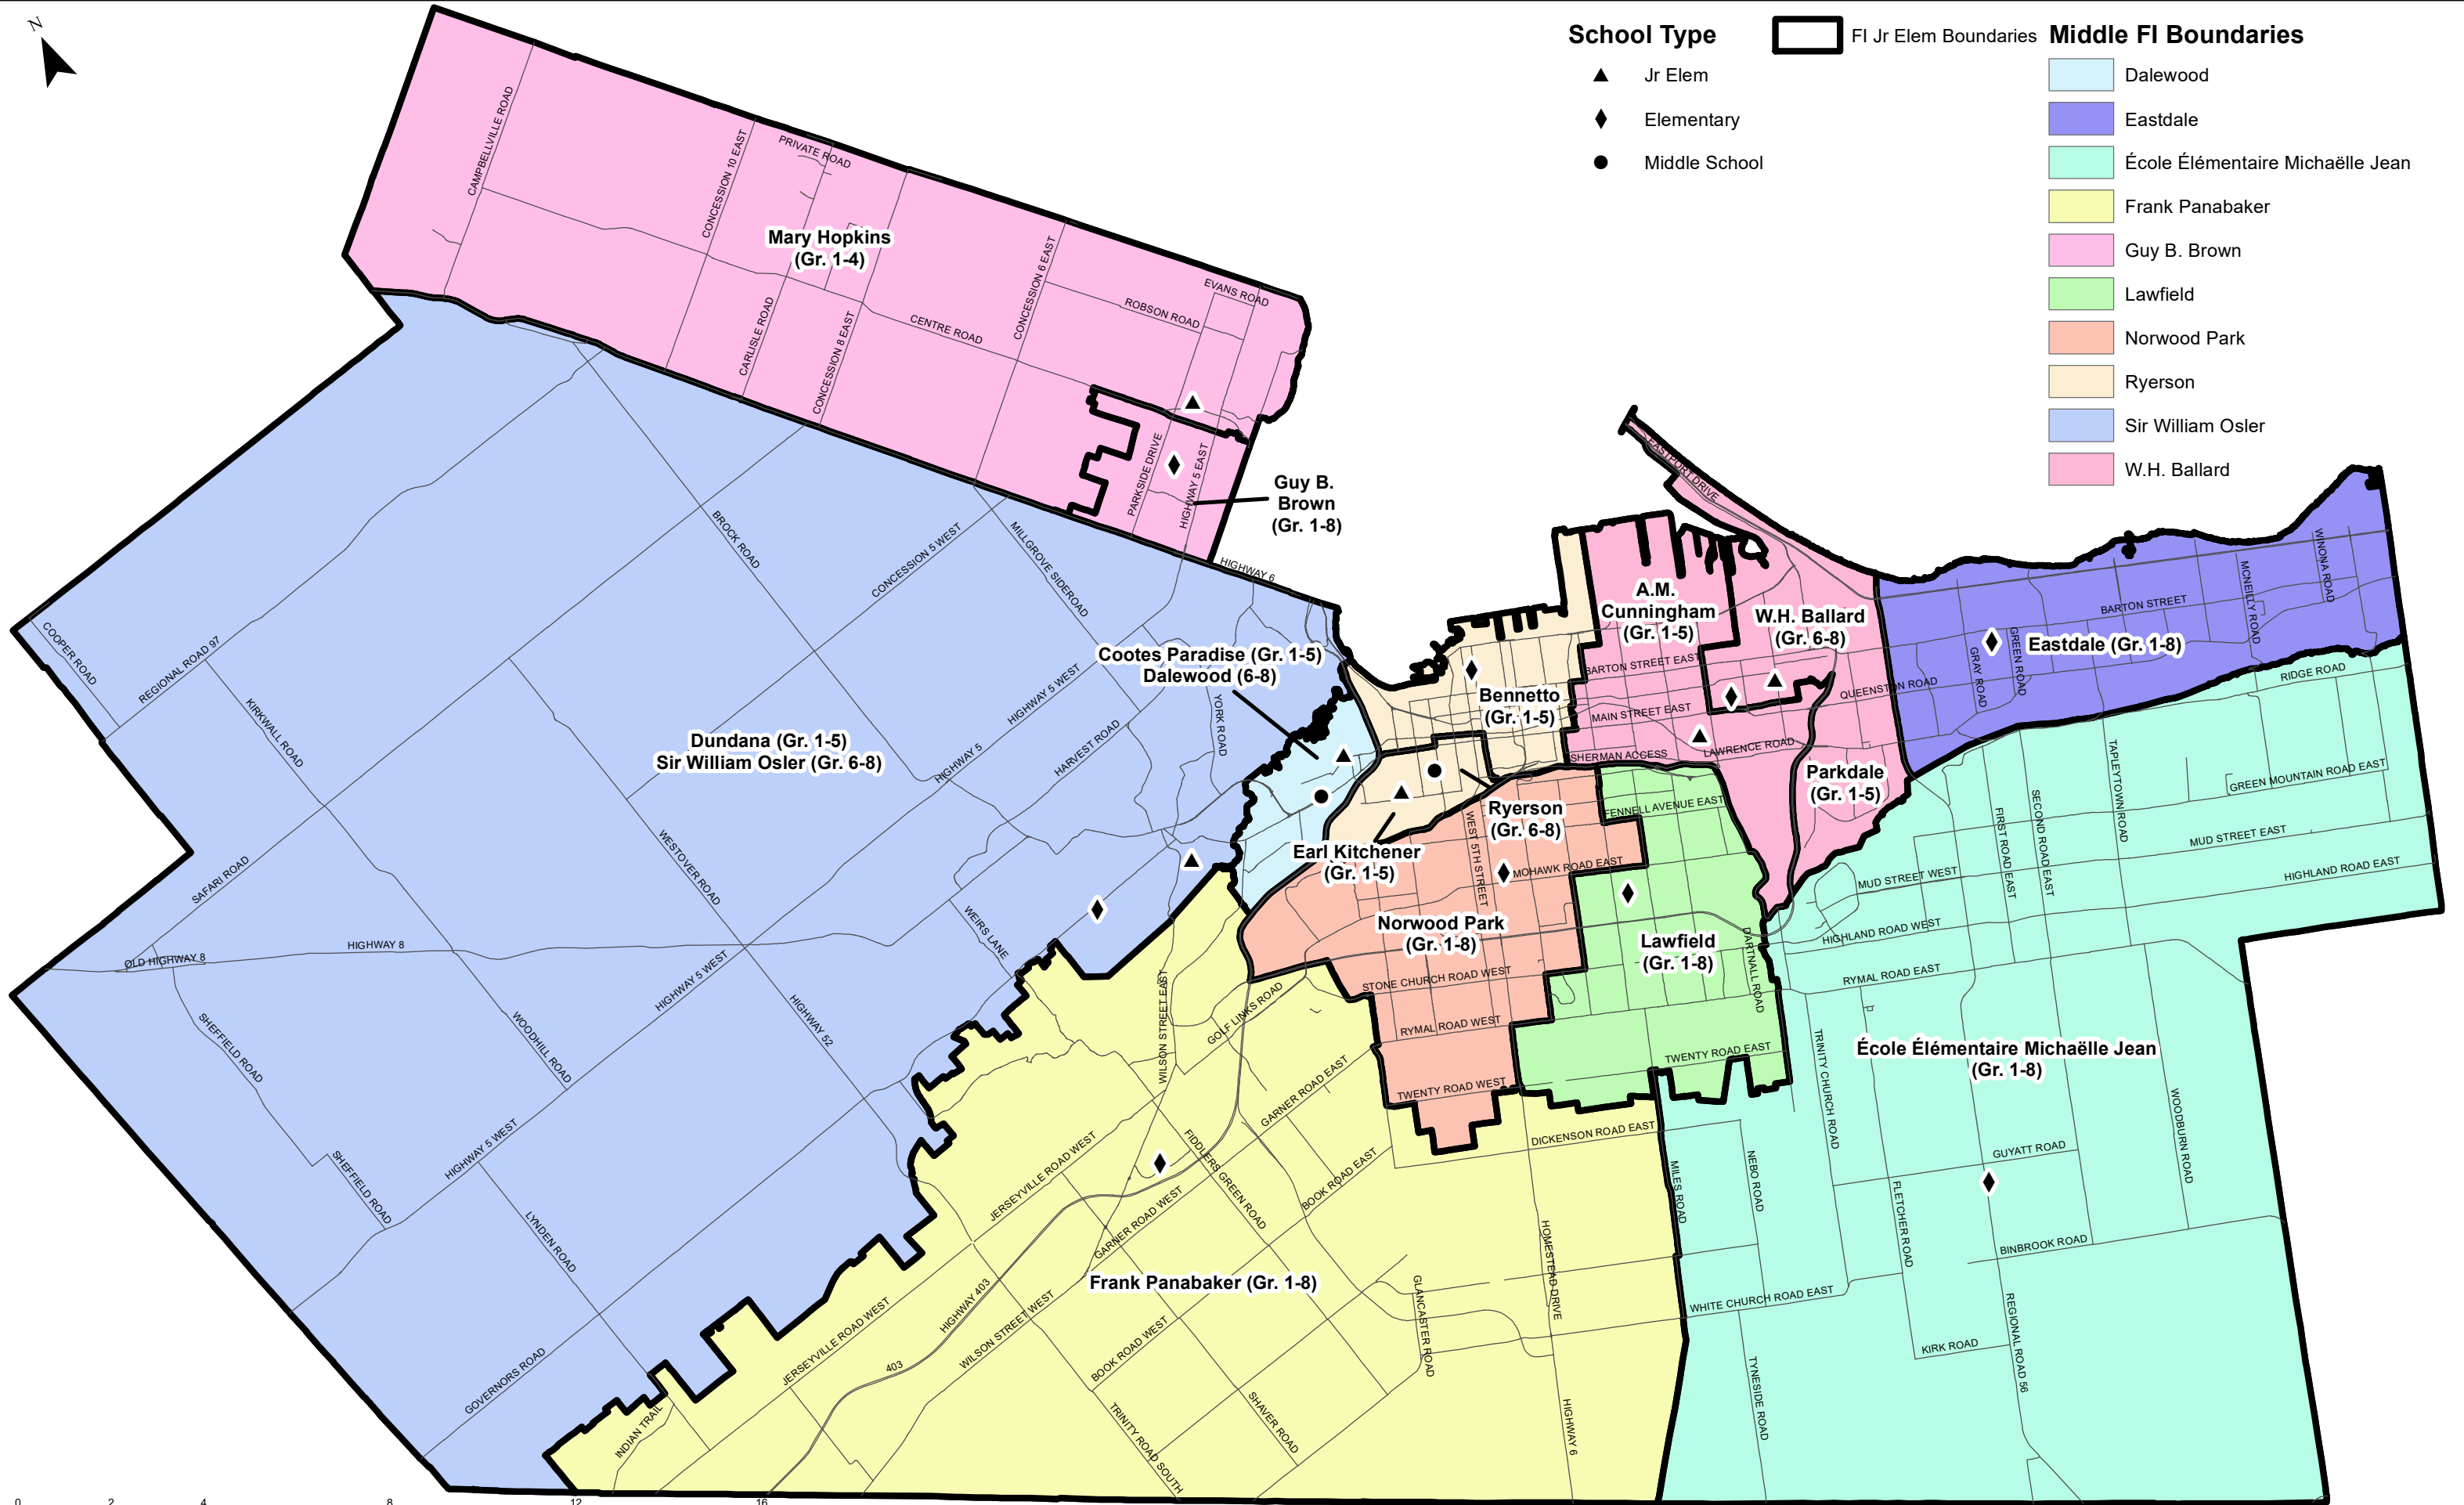 N
School Type
Jr Elem
Elementary
Middle School
FI Jr Elem Boundaries
Middle FI Boundaries
Dalewood
Eastdale
École Élémentaire Michaëlle Jean
Frank Panabaker
Guy B. Brown
Lawfield
Norwood Park
Ryerson
Sir William Osler
W.H. Ballard
CAMPBELLVILLE ROAD
CONCESSION 10 EAST
PRIVATE ROAD
Mary Hopkins
(Gr. 1-4)
CARLISLE ROAD
CONCESSION 8 EAST
CENTRE ROAD
CONCESSION 6 EAST
ROBSON ROAD
EVANS ROAD
PARKSIDE DRIVE
HIGHWAY 5 EAST
Guy B.
Brown
(Gr. 1-8)
HIGHWAY 6
EASTPORT DRIVE
BROCK ROAD
CONCESSION 5 WEST
MILLGROVE SIDEROAD
COOPER ROAD
REGIONAL ROAD 97
KIRKWALL ROAD
Dundana (Gr. 1-5)
Sir William Osler (Gr. 6-8)
HIGHWAY 5 WEST
HIGHWAY 5
HARVEST ROAD
YORK ROAD
Cootes Paradise (Gr. 1-5)
Dalewood (6-8)
SAFARI ROAD
WESTOVER ROAD
OLD HIGHWAY 8
HIGHWAY 8
WEIRS LANE
HIGHWAY 5 WEST
HIGHWAY 52
SHEFFIELD ROAD
WOODHILL ROAD
SHEFFIELD ROAD
HIGHWAY 5 WEST
LYNDEN ROAD
GOVERNORS ROAD
INDIAN TRAIL
A.M.
Cunningham
(Gr. 1-5)
W.H. Ballard
(Gr. 6-8)
BARTON STREET EAST
MAIN STREET EAST
QUEENSTON ROAD
SHERMAN ACCESS
LAWRENCE ROAD
Parkdale
(Gr. 1-5)
Bennetto
(Gr. 1-5)
Ryerson
(Gr. 6-8)
Earl Kitchener
(Gr. 1-5)
WEST 5TH STREET
FENNELL AVENUE EAST
MOHAWK ROAD EAST
Norwood Park
(Gr. 1-8)
Lawfield
(Gr. 1-8)
DARTNALL ROAD
STONE CHURCH ROAD WEST
RYMAL ROAD WEST
TWENTY ROAD WEST
TWENTY ROAD EAST
Eastdale (Gr. 1-8)
BARTON STREET
GRAY ROAD
GREEN ROAD
MCNEILLY ROAD
WINONA ROAD
RIDGE ROAD
TAPLEYTOWN ROAD
GREEN MOUNTAIN ROAD EAST
FIRST ROAD EAST
SECOND ROAD EAST
MUD STREET EAST
MUD STREET WEST
HIGHLAND ROAD EAST
HIGHLAND ROAD WEST
RYMAL ROAD EAST
TRINITY CHURCH ROAD
École Élémentaire Michaëlle Jean
(Gr. 1-8)
WOODBURN ROAD
GUYATT ROAD
MILES ROAD
NEBO ROAD
FLETCHER ROAD
BINBROOK ROAD
WHITE CHURCH ROAD EAST
KIRK ROAD
REGIONAL ROAD 56
TYNESIDE ROAD
WILSON STREET EAST
GOLF LINKS ROAD
GARNER ROAD EAST
DICKENSON ROAD EAST
FIDDLERS GREEN ROAD
BOOK ROAD EAST
JERSEYVILLE ROAD WEST
GARNER ROAD WEST
Frank Panabaker (Gr. 1-8)
HOMESTEAD DRIVE
GLANCASTER ROAD
HIGHWAY 403
WILSON STREET WEST
JERSEYVILLE ROAD WEST
403
BOOK ROAD WEST
SHAVER ROAD
TRINITY ROAD SOUTH
HIGHWAY 6
0 2 4 8 12 16